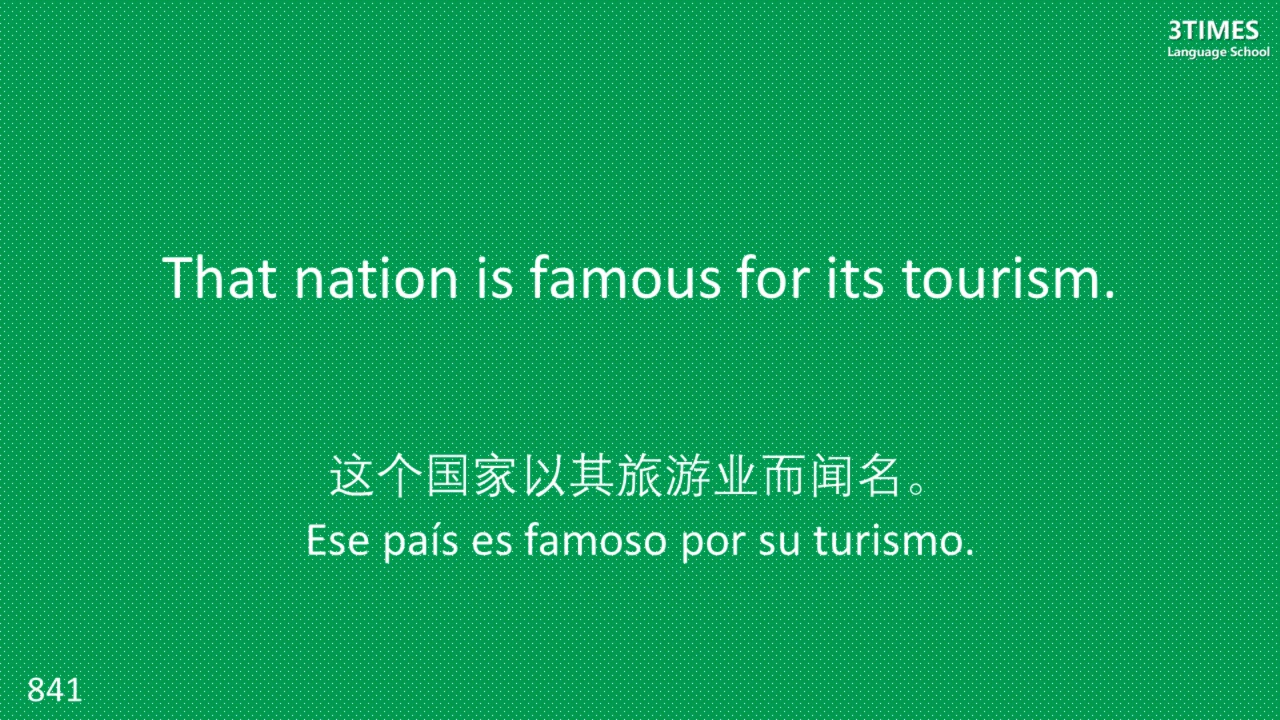 3TIMES
Language School
That nation is famous for its tourism.
这个国家以其旅游业而闻名。
Ese país es famoso por su turismo.
841